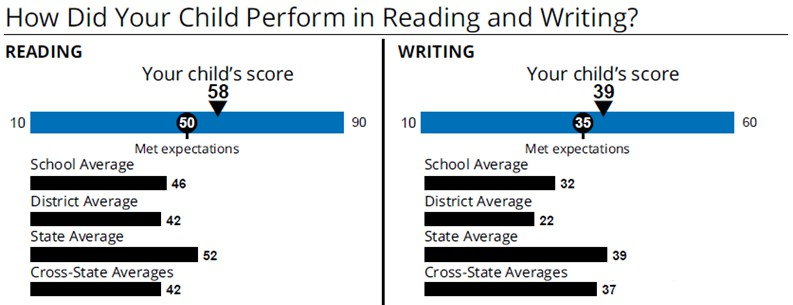 How Did Your Child Perform in Reading and Writing?
READING
Your child's score
58
10
50
90
Met expectations
School Average
46
District Average
42
State Average
52
Cross-State Averages
42
WRITING
Your child's score
39
10
35
60
Met expectations
School Average
32
District Average
22
State Average
39
Cross-State Averages
37